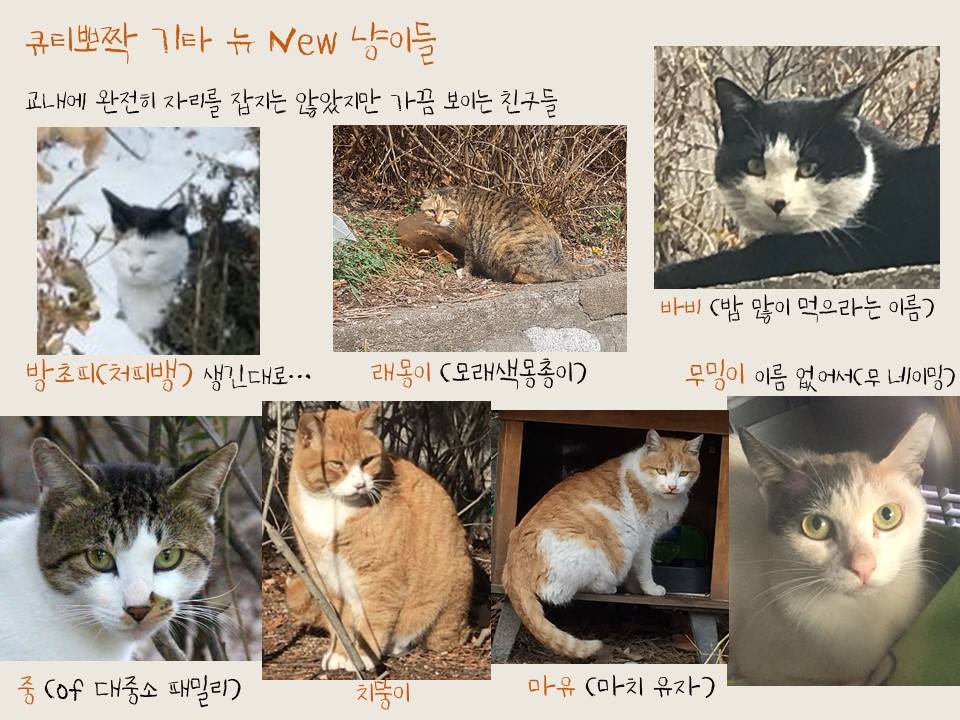 큐티뽀짝 기타 뉴 New 냥이들
교내에 완전히 자리를 잡지는 않았지만 가끔 보이는 친구들
바비 (밥 많이 먹으라는 이름)
방초피(처피뱅) 생긴대로...
래몽이 (모래색몽총이)
무밍이 이름 없어서(무 네이밍)
중 (of 대중소 패밀리)
치뚱이
마유 (마치 유자)